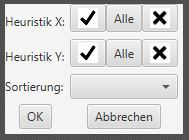 Heuristik X: Alle
Heuristik Y: Alle
Sortierung:
OK Abbrechen